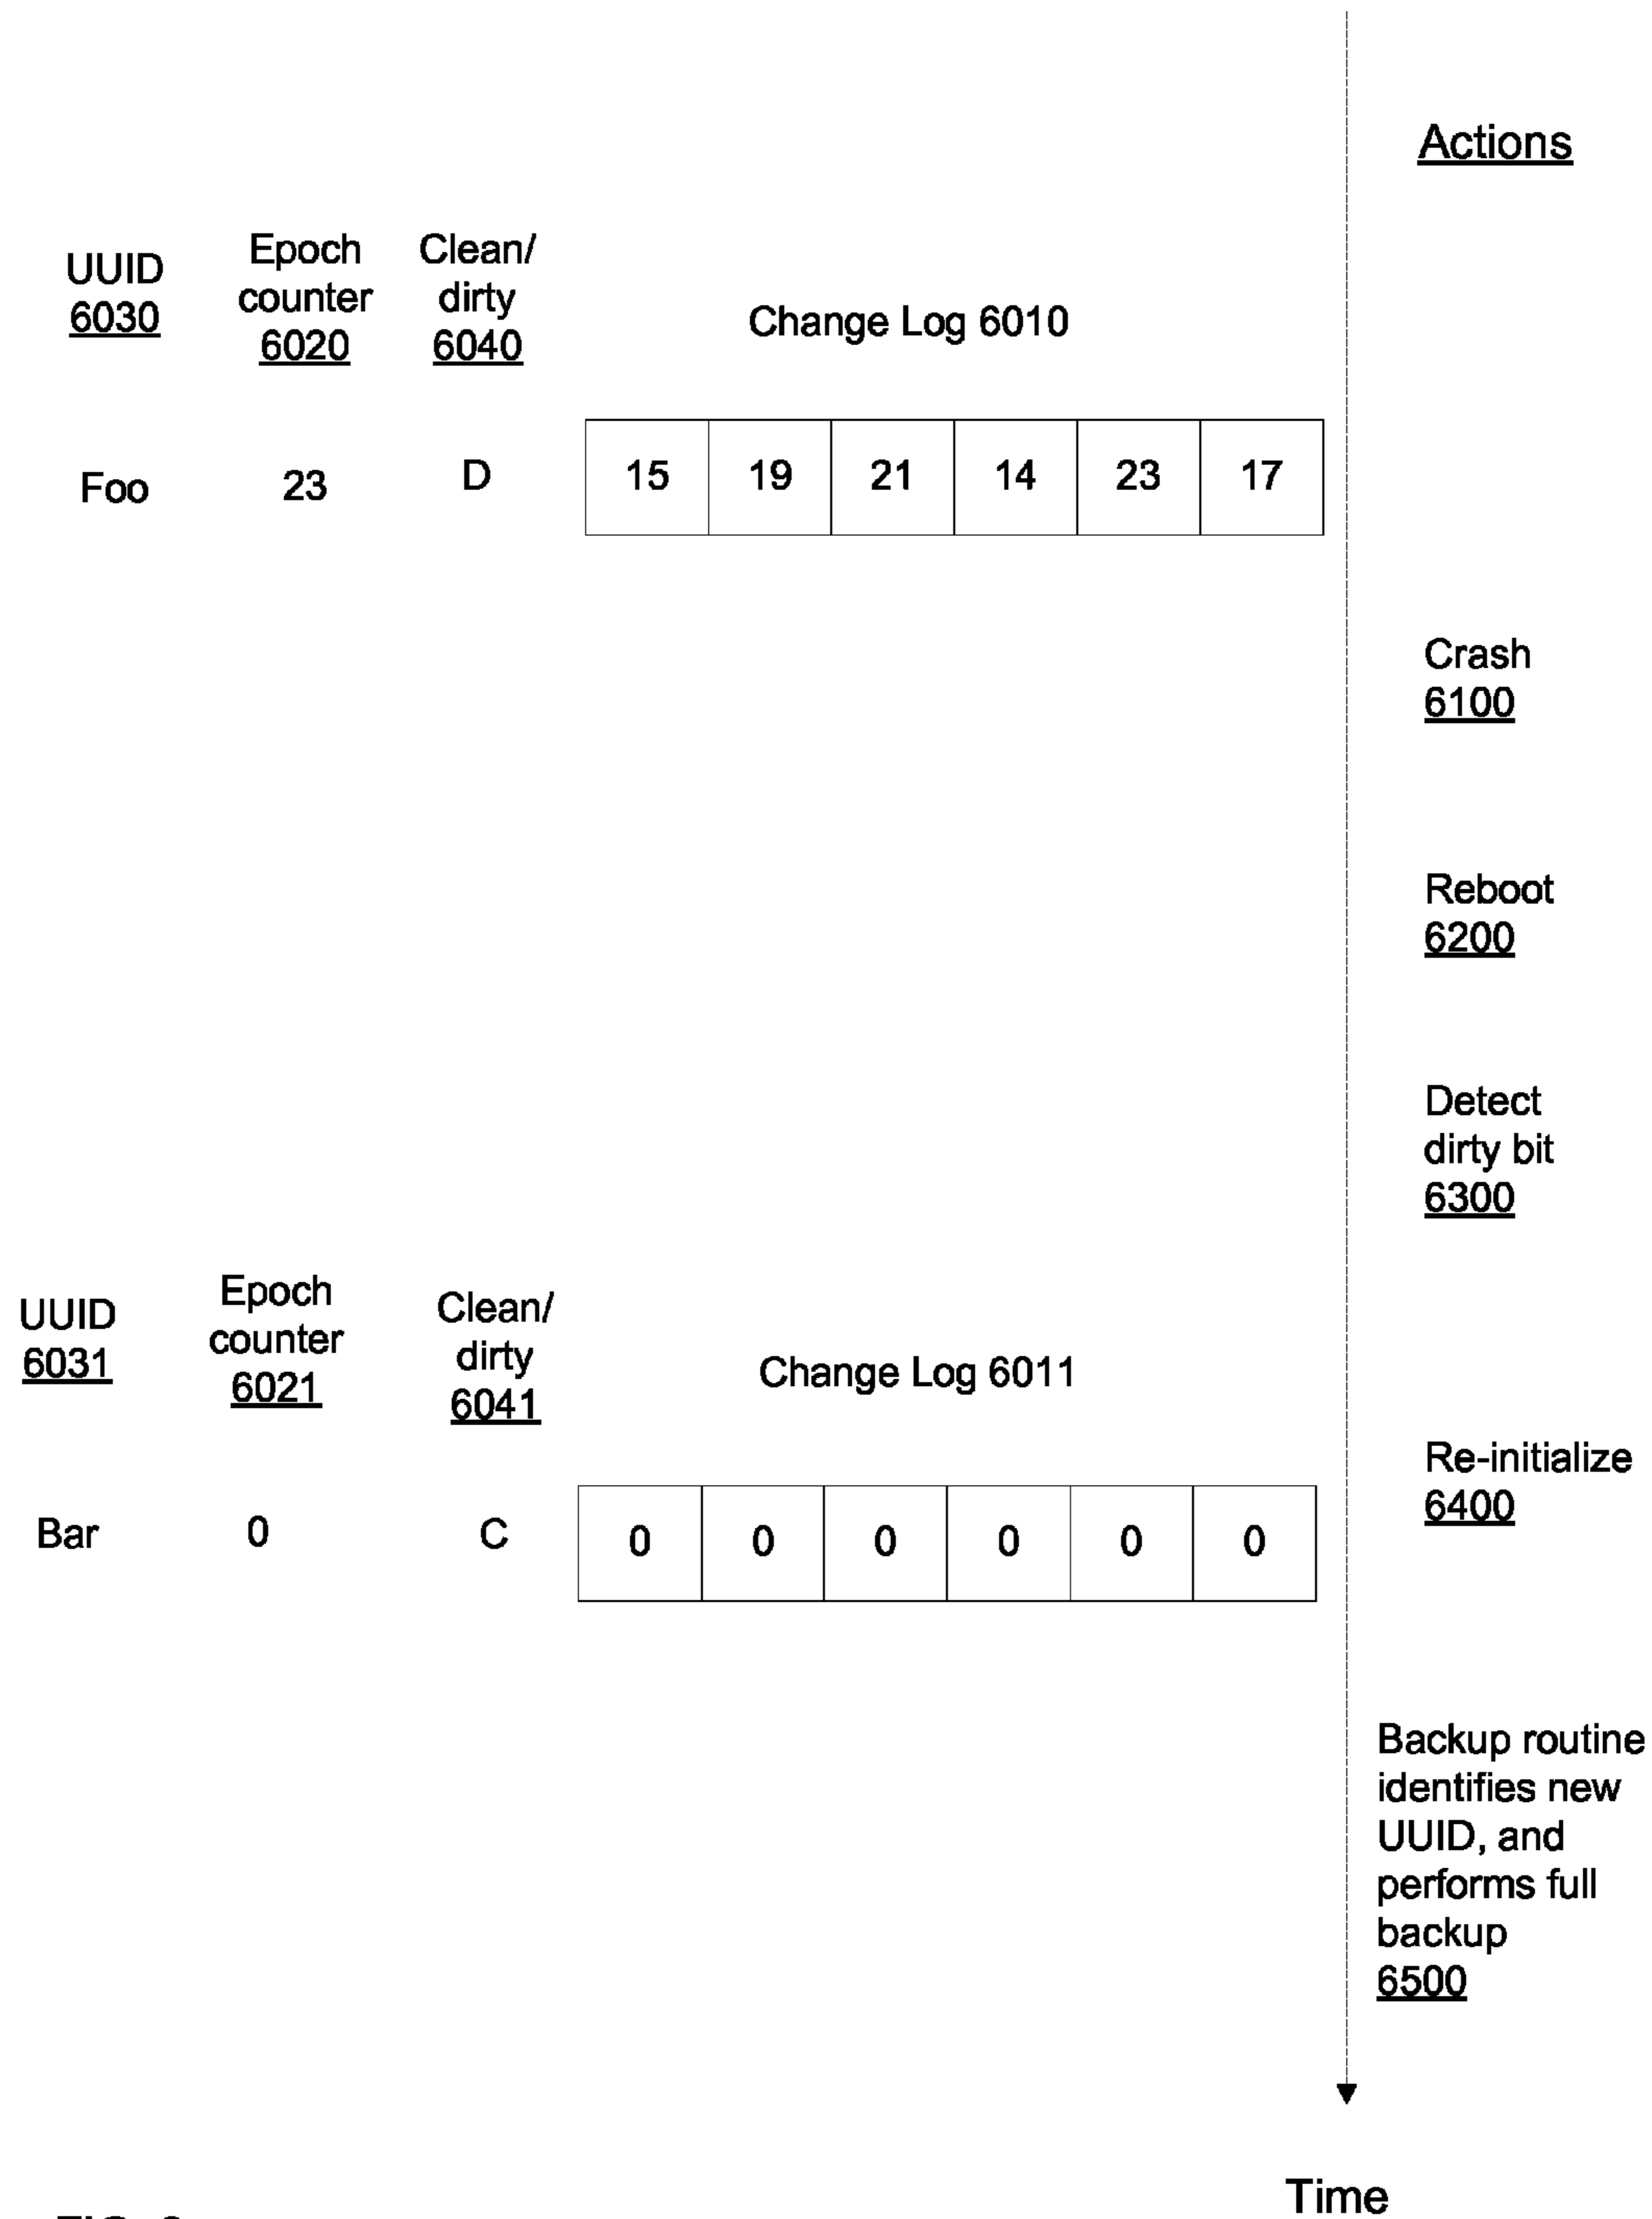 Actions
UUID
6030
Epoch
counter
6020
Clean/
dirty
6040
Change Log 6010
Foo 23 D 15 19 21 14 23 17
Crash
6100
Reboot
6200
Detect
dirty bit
6300
UUID
6031
Epoch
counter
6021
Clean/
dirty
6041
Change Log 6011
Re-initialize
6400
Bar 0 C 0 0 0 0 0 0
Backup routine
identifies new
UUID, and
performs full
backup
6500
Time